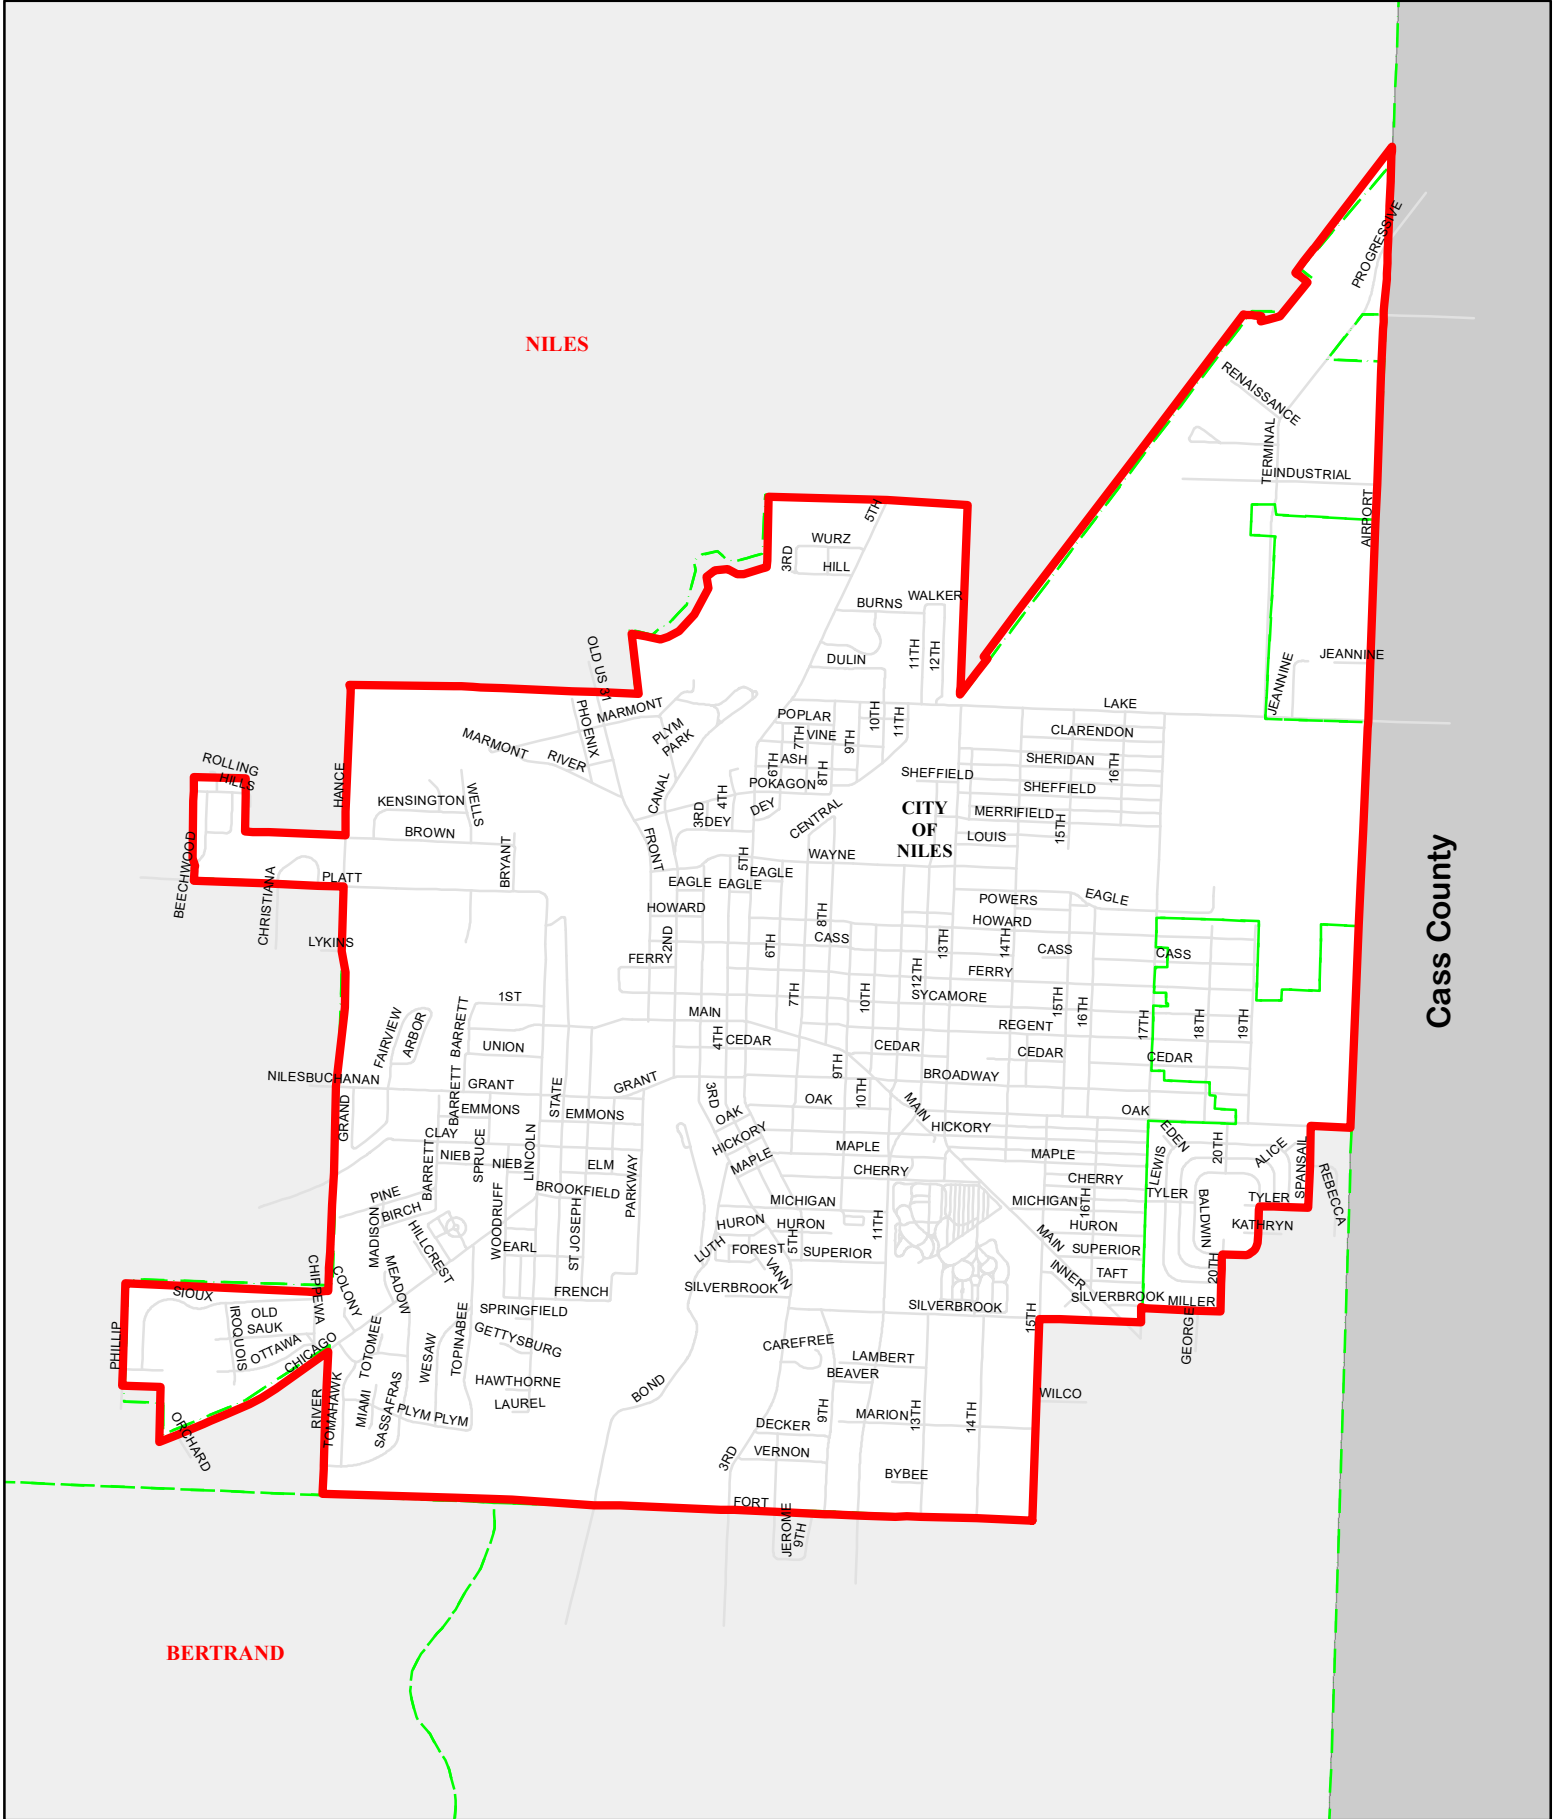 PROGRESSIVE
NILES
RENAISSANCE
TERMINAL
INDUSTRIAL
AIRPORT
5TH
WURZ
3RD
HILL
WALKER
BURNS
11TH
12TH
DULIN
OLD US 31
JEANNINE
JEANNINE
MARMONT
PHOENIX
PLYM
PARK
LAKE
POPLAR
10TH
11TH
CLARENDON
MARMONT
RIVER
7TH
VINE
9TH
ASH
6TH
8TH
SHERIDAN
16TH
ROLLING
HILLS
HANCE
POKAGON
SHEFFIELD
SHEFFIELD
KENSINGTON
WELLS
CANAL
4TH
3RD
DEY
DEY
CENTRAL
CITY
OF
NILES
MERRIFIELD
LOUIS
15TH
BROWN
FRONT
BRYANT
WAYNE
5TH
BEECHWOOD
CHRISTIANA
PLATT
EAGLE
EAGLE
EAGLE
EAGLE
POWERS
HOWARD
HOWARD
8TH
Cass County
LYKINS
2ND
6TH
CASS
13TH
14TH
CASS
CASS
FERRY
FERRY
12TH
1ST
7TH
10TH
SYCAMORE
15TH
16TH
MAIN
REGENT
17TH
18TH
19TH
FAIRVIEW
ARBOR
BARRETT
4TH
CEDAR
CEDAR
CEDAR
CEDAR
UNION
9TH
NILESBUCHANAN
GRANT
GRANT
BROADWAY
STATE
10TH
3RD
OAK
MAIN
GRAND
BARRETT
EMMONS
EMMONS
OAK
OAK
HICKORY
HICKORY
CLAY
EDEN
NIEB
SPRUCE
NIEB
LINCOLN
ELM
MAPLE
MAPLE
MAPLE
20TH
ALICE
SPANSAIL
LEWIS
BARRETT
CHERRY
CHERRY
REBECCA
PINE
BROOKFIELD
PARKWAY
TYLER
TYLER
BIRCH
MICHIGAN
MICHIGAN
16TH
BALDWIN
MADISON
HILLCREST
WOODRUFF
ST JOSEPH
HURON
HURON
5TH
11TH
HURON
KATHRYN
MAIN
EARL
LUTH
FOREST
SUPERIOR
SUPERIOR
20TH
CHIPPEWA
COLONY
MEADOW
VANN
INNER
TAFT
SIOUX
FRENCH
SILVERBROOK
SILVERBROOK
SILVERBROOK
MILLER
IROQUOIS
OLD
SAUK
SPRINGFIELD
15TH
PHILLIP
OTTAWA
CHICAGO
TOTOMEE
WESAW
TOPINABEE
GETTYSBURG
CAREFREE
GEORGE
LAMBERT
BEAVER
HAWTHORNE
BOND
RIVER
TOMAHAWK
MIAMI
SASSAFRAS
PLYM
PLYM
LAUREL
WILCO
9TH
MARION
13TH
14TH
ORCHARD
DECKER
3RD
VERNON
BYBEE
FORT
JEROME
9TH
BERTRAND